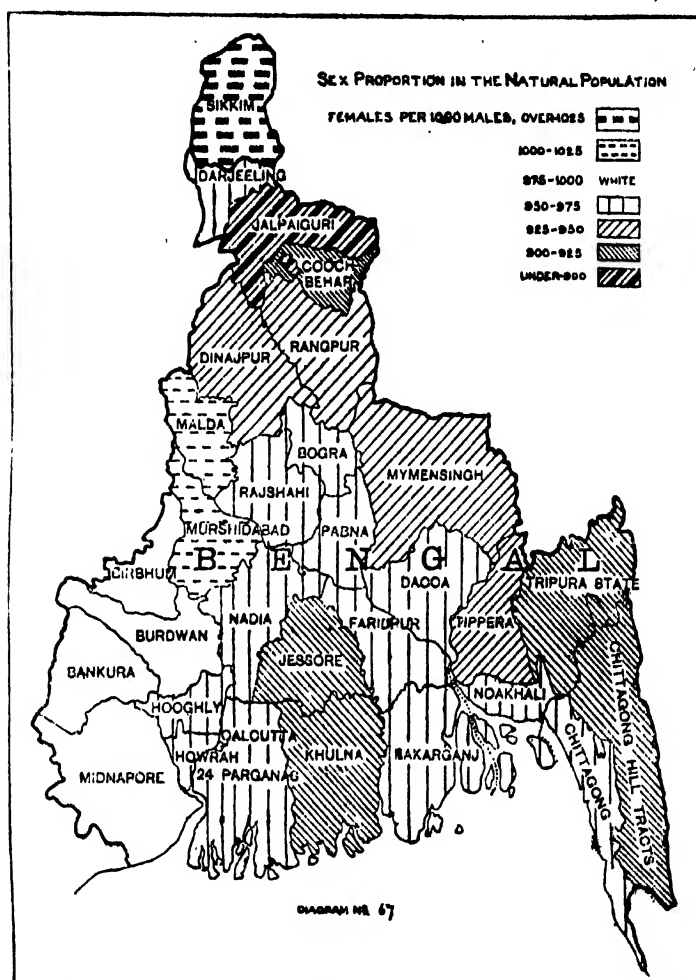 SEX PROPORTION IN THE NATURAL POPULATION
FEMALES PER 1000 MALES, OVER 1025
1000-1025
975-1000 WHITE
950-975
925-950
900-925
UNDER-900
SIKKIM
DARJEELING
JALPAIGURI
COOCH
BEHAR
DINAJPUR
RANGPUR
MALDA
BOGRA
MYMENSINGH
RAJSHAHI
MURSHIDABAD
PABNA
BENGAL
BIRBHUM
DACCA
TRIPURA STATE
NADIA
FARIDPUR
TIPPERA
BURDWAN
JESSORE
BANKURA
NOAKHALI
HOOGHLY
CALCUTTA
HOWRAH
24 PARGANAS
KHULNA
BAKARGANJ
CHITTAGONG
CHITTAGONG HILL TRACTS
MIDNAPORE
DIAGRAM No. 67